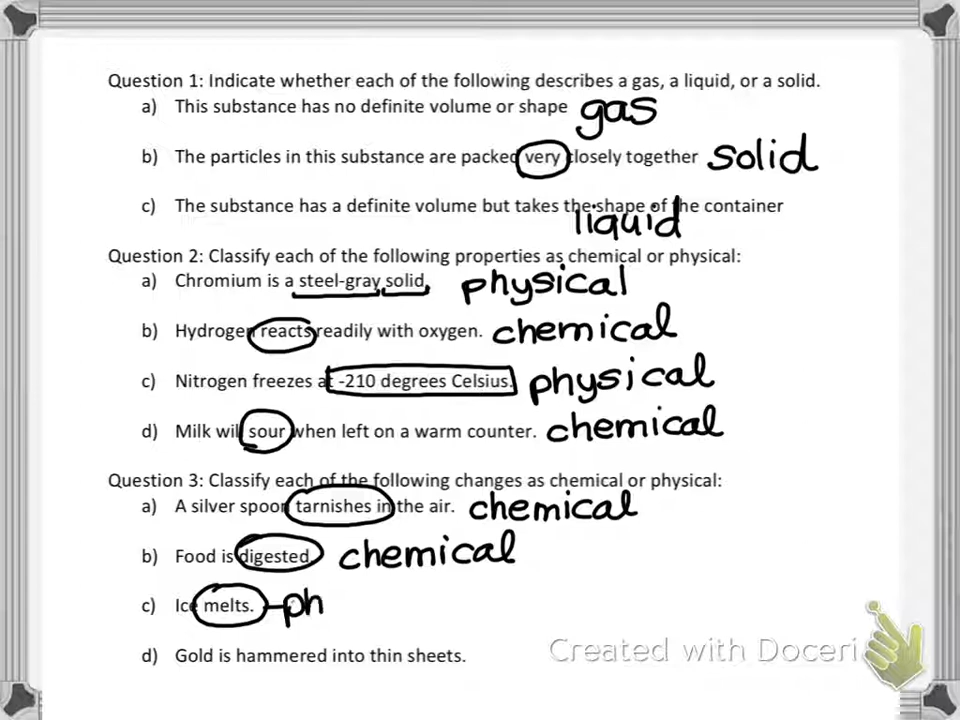 Question 1: Indicate whether each of the following describes a gas, a liquid, or a solid.
a) This substance has no definite volume or shape gas
b) The particles in this substance are packed very closely together solid
c) The substance has a definite volume but takes the shape of the container
liquid
Question 2: Classify each of the following properties as chemical or physical:
a) Chromium is a steel-gray solid. physical
b) Hydrogen reacts readily with oxygen. chemical
c) Nitrogen freezes at -210 degrees Celsius. physical
d) Milk will sour when left on a warm counter. chemical
Question 3: Classify each of the following changes as chemical or physical:
a) A silver spoon tarnishes in the air. chemical
b) Food is digested. chemical
c) Ice melts. ph
d) Gold is hammered into thin sheets.
Created with Doceri